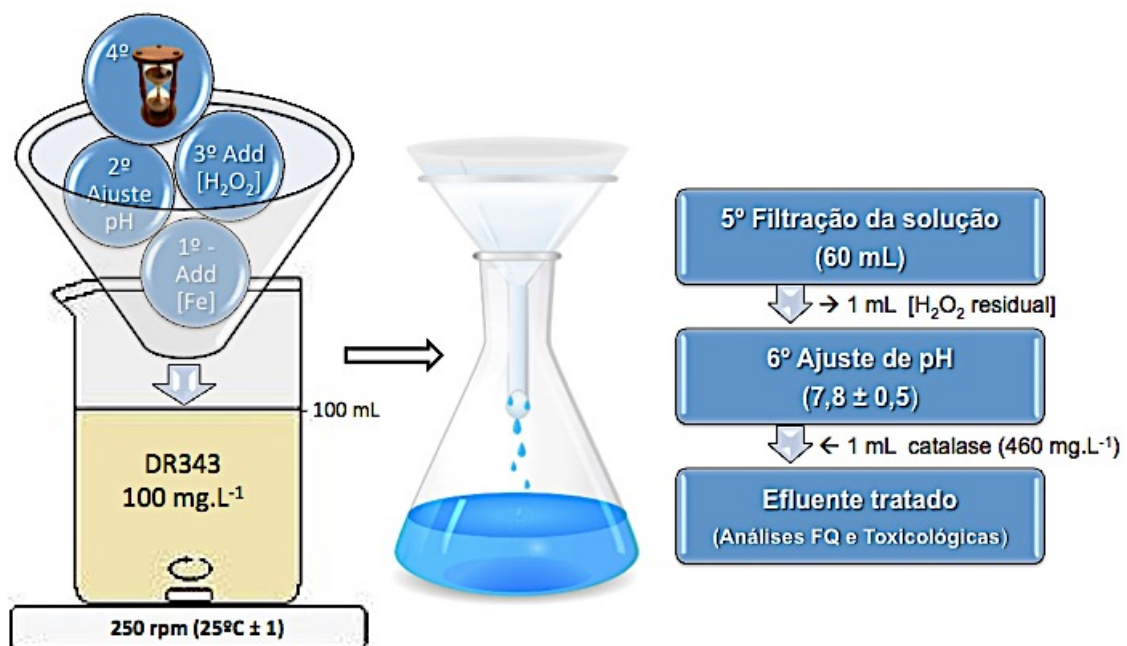 4º
3º Add
[H₂O₂]
2º
Ajuste
pH
1º -
Add
[Fe]
100 mL
DR343
100 mg.L⁻¹
250 rpm (25ºC ± 1)
5º Filtração da solução
(60 mL)
→ 1 mL [H₂O₂ residual]
6º Ajuste de pH
(7,8 ± 0,5)
← 1 mL catalase (460 mg.L⁻¹)
Efluente tratado
(Análises FQ e Toxicológicas)